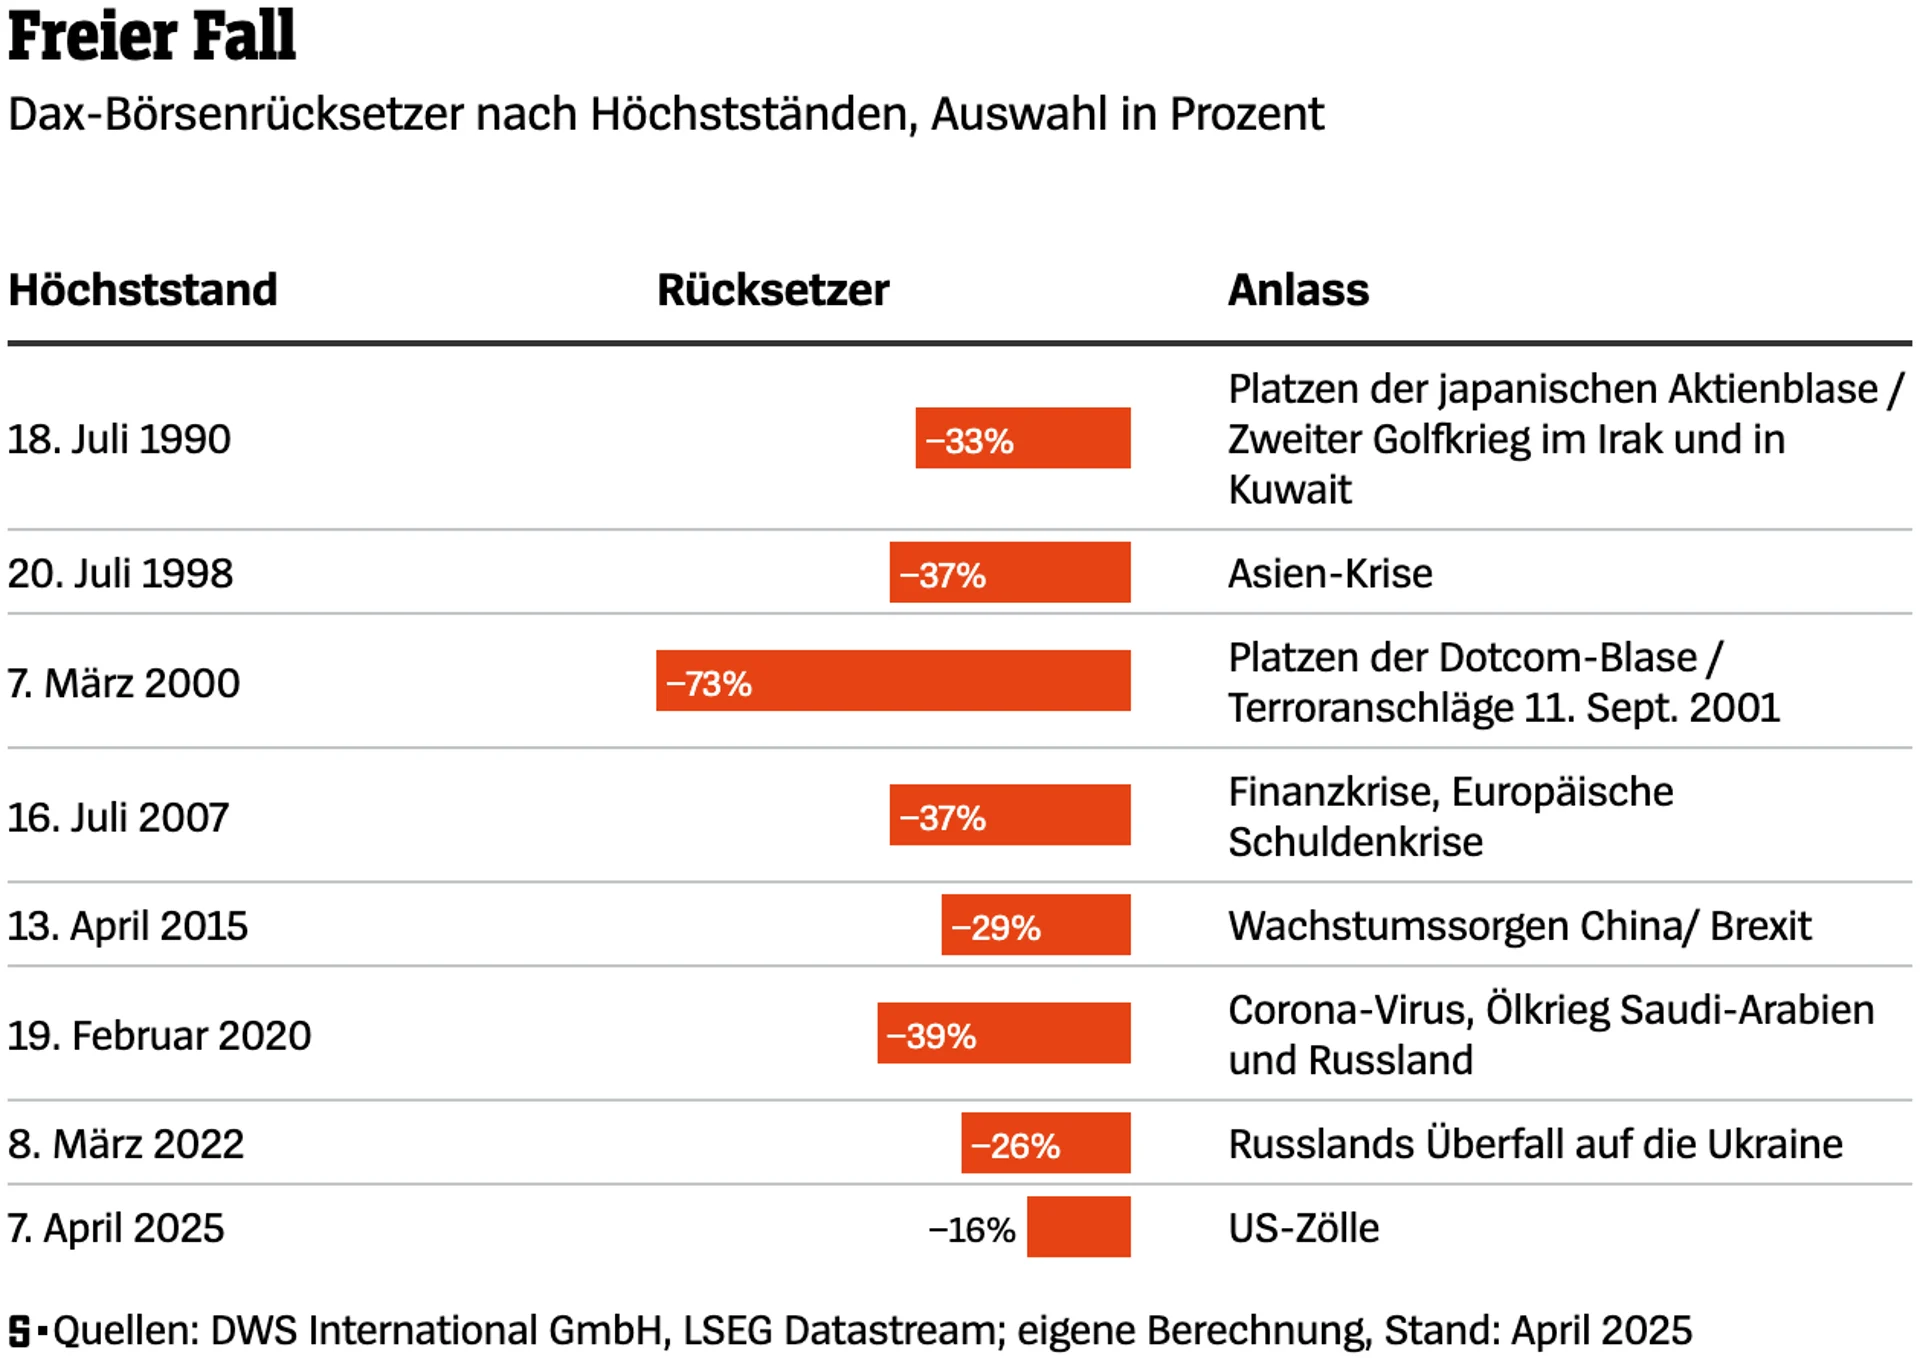 Freier Fall
Dax-Börsenrücksetzer nach Höchstständen, Auswahl in Prozent
Höchststand Rücksetzer Anlass
18. Juli 1990 –33% Platzen der japanischen Aktienblase /
Zweiter Golfkrieg im Irak und in
Kuwait
20. Juli 1998 –37% Asien-Krise
7. März 2000 –73% Platzen der Dotcom-Blase /
Terroranschläge 11. Sept. 2001
16. Juli 2007 –37% Finanzkrise, Europäische
Schuldenkrise
13. April 2015 –29% Wachstumssorgen China/ Brexit
19. Februar 2020 –39% Corona-Virus, Ölkrieg Saudi-Arabien
und Russland
8. März 2022 –26% Russlands Überfall auf die Ukraine
7. April 2025 –16% US-Zölle
S ▪ Quellen: DWS International GmbH, LSEG Datastream; eigene Berechnung, Stand: April 2025